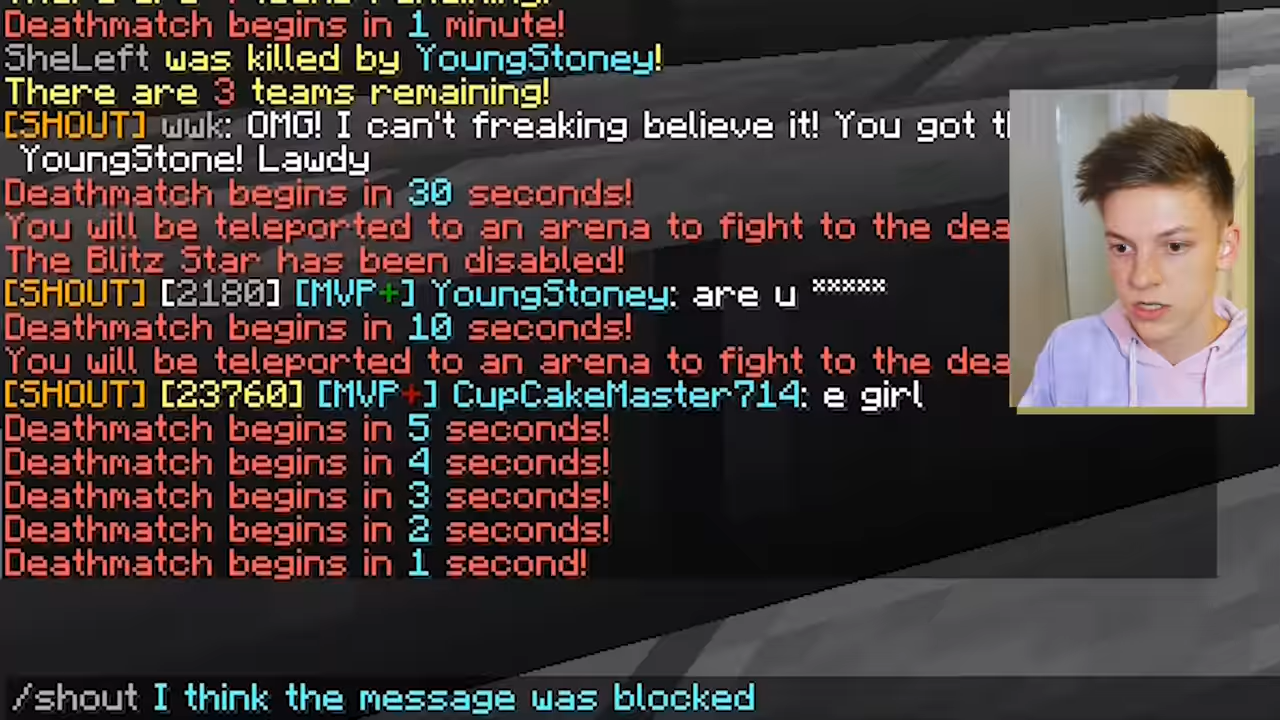 There are teams remaining!
Deathmatch begins in 1 minute!
SheLeft was killed by YoungStoney!
There are 3 teams remaining!
[SHOUT] wwk: OMG! I can't freaking believe it! You got
YoungStone! Lawdy
Deathmatch begins in 30 seconds!
You will be teleported to an arena to fight to the
The Blitz Star has been disabled!
[SHOUT] [2180] [MVP+] YoungStoney: are u *****
Deathmatch begins in 10 seconds!
You will be teleported to an arena to fight to the
[SHOUT] [23760] [MVP+] CupCakeMaster714: e girl
Deathmatch begins in 5 seconds!
Deathmatch begins in 4 seconds!
Deathmatch begins in 3 seconds!
Deathmatch begins in 2 seconds!
Deathmatch begins in 1 second!
/shout I think the message was blocked